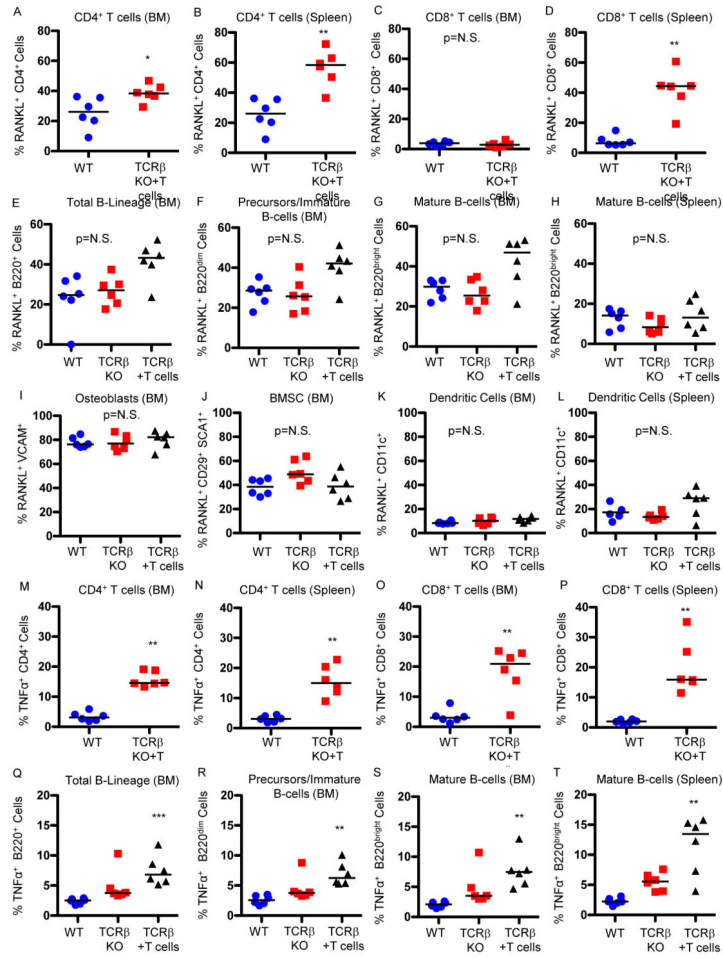 A CD4⁺ T cells (BM)
% RANKL⁺ CD4⁺ Cells
80
60
40
20
0
*
WT
TCRβ
KO+T
cells
B CD4⁺ T cells (Spleen)
% RANKL⁺ CD4⁺ Cells
80
60
40
20
0
**
WT
TCRβ
KO+T
cells
C CD8⁺ T cells (BM)
% RANKL⁺ CD8⁺ Cells
80
60
40
20
0
p=N.S.
WT
TCRβ
KO+T
cells
D CD8⁺ T cells (Spleen)
% RANKL⁺ CD8⁺ Cells
80
60
40
20
0
**
WT
TCRβ
KO+T
cells
E Total B-Lineage (BM)
% RANKL⁺ B220⁺ Cells
60
40
20
0
p=N.S.
WT
TCRβ
KO
TCRβ
+T cells
F Precursors/Immature
B-cells (BM)
% RANKL⁺ B220dim Cells
60
40
20
0
p=N.S.
WT
TCRβ
KO
TCRβ
+T cells
G Mature B-cells (BM)
% RANKL⁺ B220bright Cells
60
40
20
0
p=N.S.
WT
TCRβ
KO
TCRβ
+T cells
H Mature B-cells (Spleen)
% RANKL⁺ B220bright Cells
60
40
20
0
p=N.S.
WT
TCRβ
KO
TCRβ
+T cells
I Osteoblasts (BM)
% RANKL⁺ VCAM⁺
100
80
60
40
20
0
p=N.S.
WT
TCRβ
KO
TCRβ
+T cells
J BMSC (BM)
% RANKL⁺ CD29⁺ SCA1⁺
100
80
60
40
20
0
p=N.S.
WT
TCRβ
KO
TCRβ
+T cells
K Dendritic Cells (BM)
% RANKL⁺ CD11c⁺
100
80
60
40
20
0
p=N.S.
WT
TCRβ
KO
TCRβ
+T cells
L Dendritic Cells (Spleen)
% RANKL⁺ CD11c⁺
100
80
60
40
20
0
p=N.S.
WT
TCRβ
KO
TCRβ
+T cells
M CD4⁺ T cells (BM)
% TNFα⁺ CD4⁺ Cells
40
30
20
10
0
**
WT
TCRβ
KO+T
N CD4⁺ T cells (Spleen)
% TNFα⁺ CD4⁺ Cells
40
30
20
10
0
**
WT
TCRβ
KO+T
O CD8⁺ T cells (BM)
% TNFα⁺ CD8⁺ Cells
40
30
20
10
0
**
WT
TCRβ
KO+T
P CD8⁺ T cells (Spleen)
% TNFα⁺ CD8⁺ Cells
40
30
20
10
0
**
WT
TCRβ
KO+T
Q Total B-Lineage (BM)
% TNFα⁺ B220⁺ Cells
20
15
10
5
0
***
WT
TCRβ
KO
TCRβ
+T cells
R Precursors/Immature
B-cells (BM)
% TNFα⁺ B220dim Cells
20
15
10
5
0
**
WT
TCRβ
KO
TCRβ
+T cells
S Mature B-cells (BM)
% TNFα⁺ B220bright Cells
20
15
10
5
0
**
WT
TCRβ
KO
TCRβ
+T cells
T Mature B-cells (Spleen)
% TNFα⁺ B220bright
20
15
10
5
0
**
WT
TCRβ
KO
TCRβ
+T cells